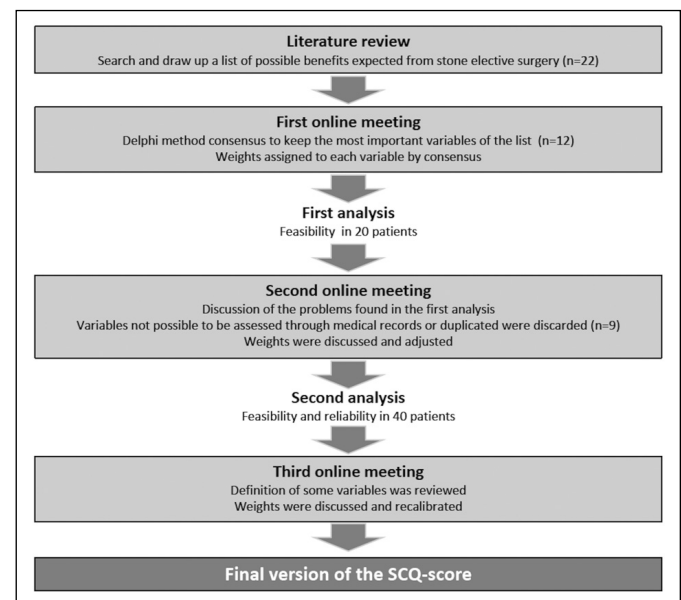 Literature review
Search and draw up a list of possible benefits expected from stone elective surgery (n=22)
First online meeting
Delphi method consensus to keep the most important variables of the list (n=12)
Weights assigned to each variable by consensus
First analysis
Feasibility in 20 patients
Second online meeting
Discussion of the problems found in the first analysis
Variables not possible to be assessed through medical records or duplicated were discarded (n=9)
Weights were discussed and adjusted
Second analysis
Feasibility and reliability in 40 patients
Third online meeting
Definition of some variables was reviewed
Weights were discussed and recalibrated
Final version of the SCQ-score